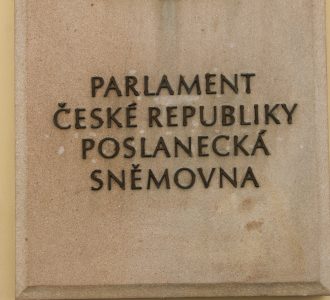 PARLAMENT
ČESKÉ REPUBLIKY
POSLANECKÁ
SNĚMOVNA